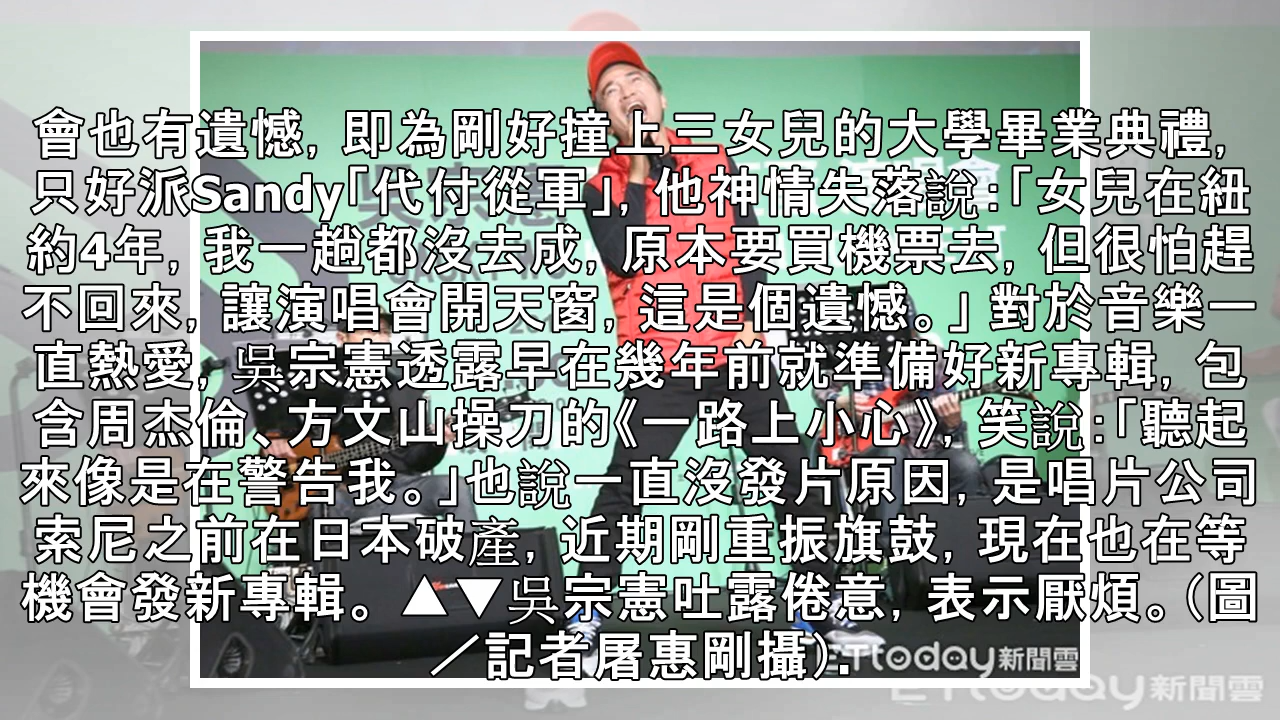 會也有遺憾, 即為剛好撞上三女兒的大學畢業典禮,
只好派Sandy「代付從軍」, 他神情失落說:「女兒在紐
約4年, 我一趟都沒去成, 原本要買機票去, 但很怕趕
不回來, 讓演唱會開天窗, 這是個遺憾。」對於音樂一
直熱愛, 吳宗憲透露早在幾年前就準備好新專輯, 包
含周杰倫、方文山操刀的《一路上小心》, 笑說:「聽起
來像是在警告我。」也說一直沒發片原因, 是唱片公司
索尼之前在日本破產, 近期剛重振旗鼓, 現在也在等
機會發新專輯。 ▲▼吳宗憲吐露倦意, 表示厭煩。(圖
／記者屠惠剛攝).
ETtoday新聞雲
ETtoday新聞雲